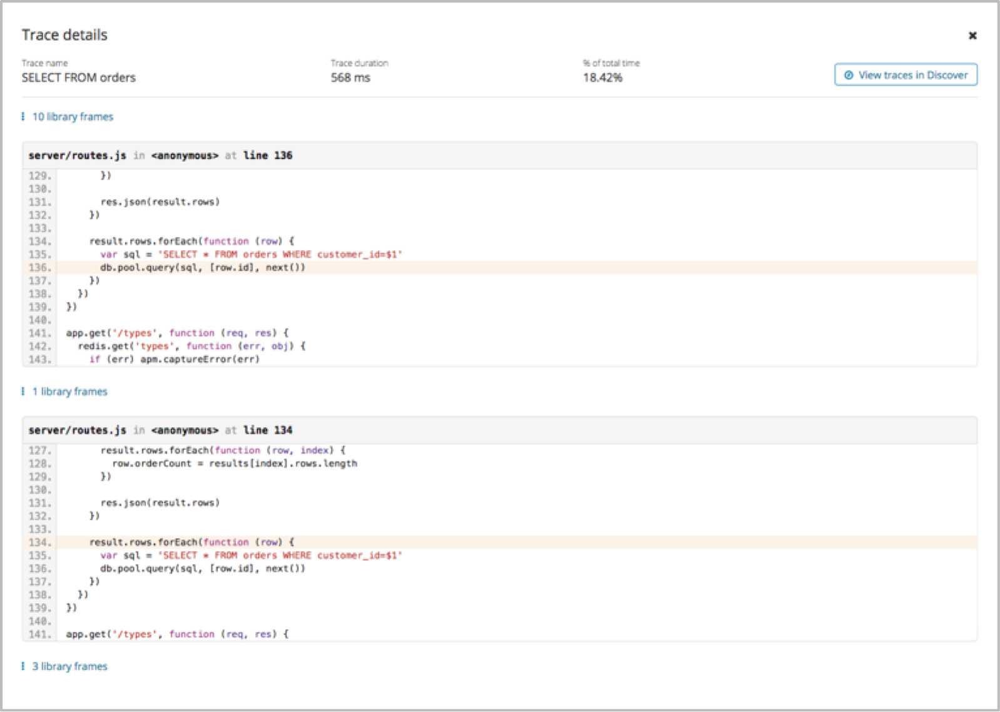 Trace details
✖
Trace name
SELECT FROM orders
Trace duration
568 ms
% of total time
18.42%
View traces in Discover
10 library frames
server/routes.js in <anonymous> at line 136
129.         })
130.
131.         res.json(result.rows)
132.       })
133.
134.       result.rows.forEach(function (row) {
135.         var sql = 'SELECT * FROM orders WHERE customer_id=$1'
136.         db.pool.query(sql, [row.id], next())
137.       })
138.     })
139.   })
140.
141.   app.get('/types', function (req, res) {
142.     redis.get('types', function (err, obj) {
143.       if (err) apm.captureError(err)
1 library frames
server/routes.js in <anonymous> at line 134
127.         result.rows.forEach(function (row, index) {
128.           row.orderCount = results[index].rows.length
129.         })
130.
131.         res.json(result.rows)
132.       })
133.
134.       result.rows.forEach(function (row) {
135.         var sql = 'SELECT * FROM orders WHERE customer_id=$1'
136.         db.pool.query(sql, [row.id], next())
137.       })
138.     })
139.   })
140.
141.   app.get('/types', function (req, res) {
3 library frames